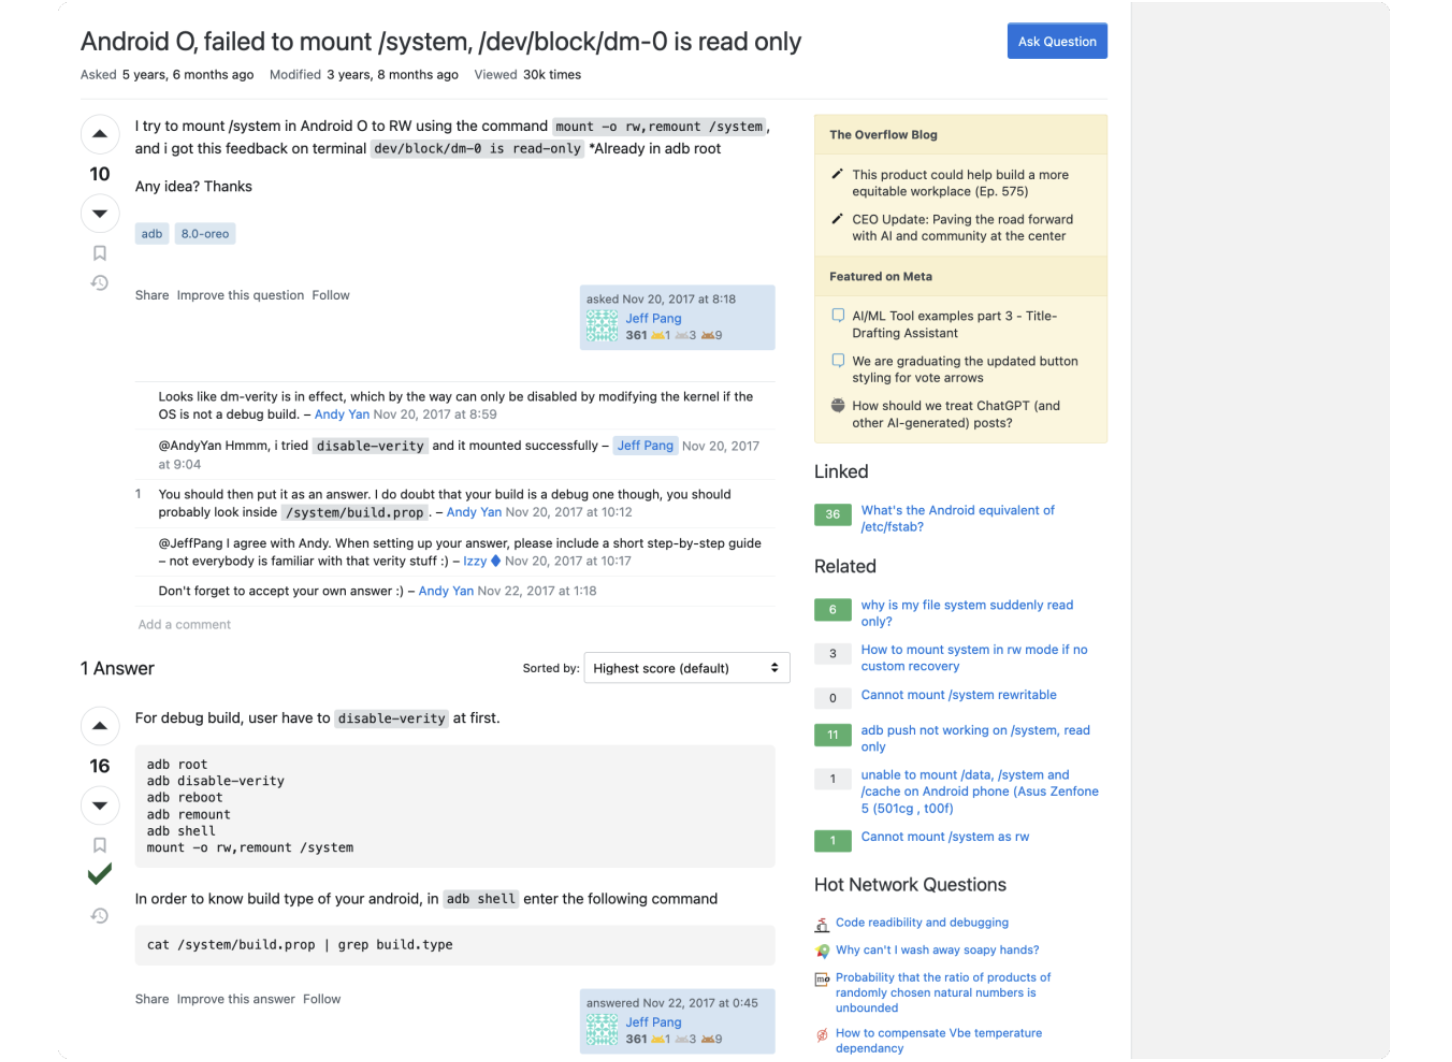 Android O, failed to mount /system, /dev/block/dm-0 is read only
Ask Question
Asked 5 years, 6 months ago Modified 3 years, 8 months ago Viewed 30k times
I try to mount /system in Android O to RW using the command mount -o rw,remount /system ,
and i got this feedback on terminal dev/block/dm-0 is read-only *Already in adb root
10
Any idea? Thanks
adb 8.0-oreo
Share Improve this question Follow
asked Nov 20, 2017 at 8:18
Jeff Pang
361 1 3 9
Looks like dm-verity is in effect, which by the way can only be disabled by modifying the kernel if the
OS is not a debug build. – Andy Yan Nov 20, 2017 at 8:59
@AndyYan Hmmm, i tried disable-verity and it mounted successfully – Jeff Pang Nov 20, 2017
at 9:04
1 You should then put it as an answer. I do doubt that your build is a debug one though, you should
probably look inside /system/build.prop . – Andy Yan Nov 20, 2017 at 10:12
@JeffPang I agree with Andy. When setting up your answer, please include a short step-by-step guide
– not everybody is familiar with that verity stuff :) – Izzy ♦ Nov 20, 2017 at 10:17
Don't forget to accept your own answer :) – Andy Yan Nov 22, 2017 at 1:18
Add a comment
1 Answer
Sorted by: Highest score (default)
For debug build, user have to disable-verity at first.
16
adb root
adb disable-verity
adb reboot
adb remount
adb shell
mount -o rw,remount /system
In order to know build type of your android, in adb shell enter the following command
cat /system/build.prop | grep build.type
Share Improve this answer Follow
answered Nov 22, 2017 at 0:45
Jeff Pang
361 1 3 9
The Overflow Blog
This product could help build a more
equitable workplace (Ep. 575)
CEO Update: Paving the road forward
with AI and community at the center
Featured on Meta
AI/ML Tool examples part 3 - Title-
Drafting Assistant
We are graduating the updated button
styling for vote arrows
How should we treat ChatGPT (and
other AI-generated) posts?
Linked
36 What's the Android equivalent of
/etc/fstab?
Related
6 why is my file system suddenly read
only?
3 How to mount system in rw mode if no
custom recovery
0 Cannot mount /system rewritable
11 adb push not working on /system, read
only
1 unable to mount /data, /system and
/cache on Android phone (Asus Zenfone
5 (501cg , t00f)
1 Cannot mount /system as rw
Hot Network Questions
Code readibility and debugging
Why can't I wash away soapy hands?
Probability that the ratio of products of
randomly chosen natural numbers is
unbounded
How to compensate Vbe temperature
dependancy